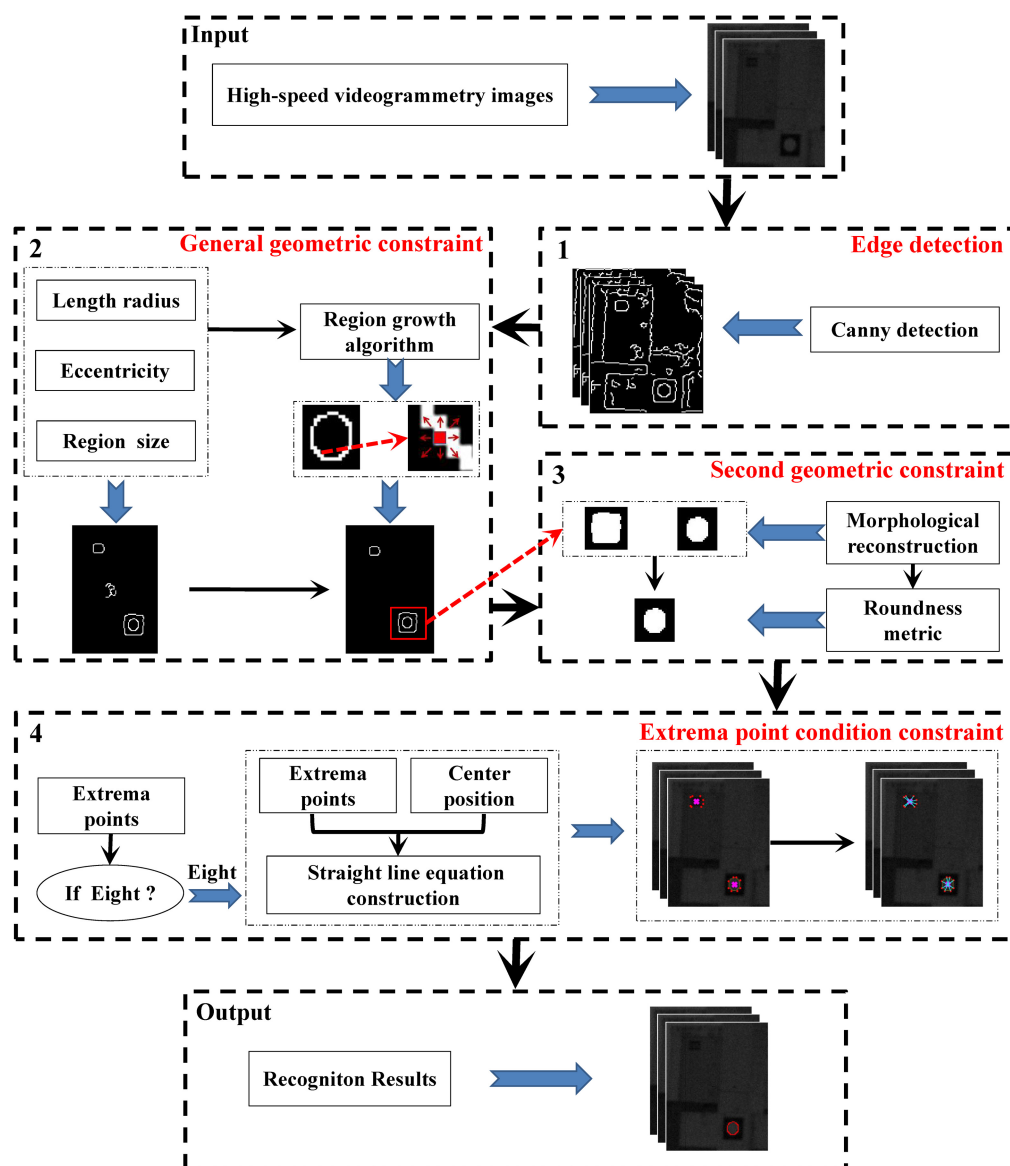 Input
High-speed videogrammetry images
1
Edge detection
Canny detection
2
General geometric constraint
Length radius
Eccentricity
Region size
Region growth
algorithm
3
Second geometric constraint
Morphological
reconstruction
Roundness
metric
4
Extrema point condition constraint
Extrema
points
If Eight ?
Eight
Extrema
points
Center
position
Straight line equation
construction
Output
Recogniton Results